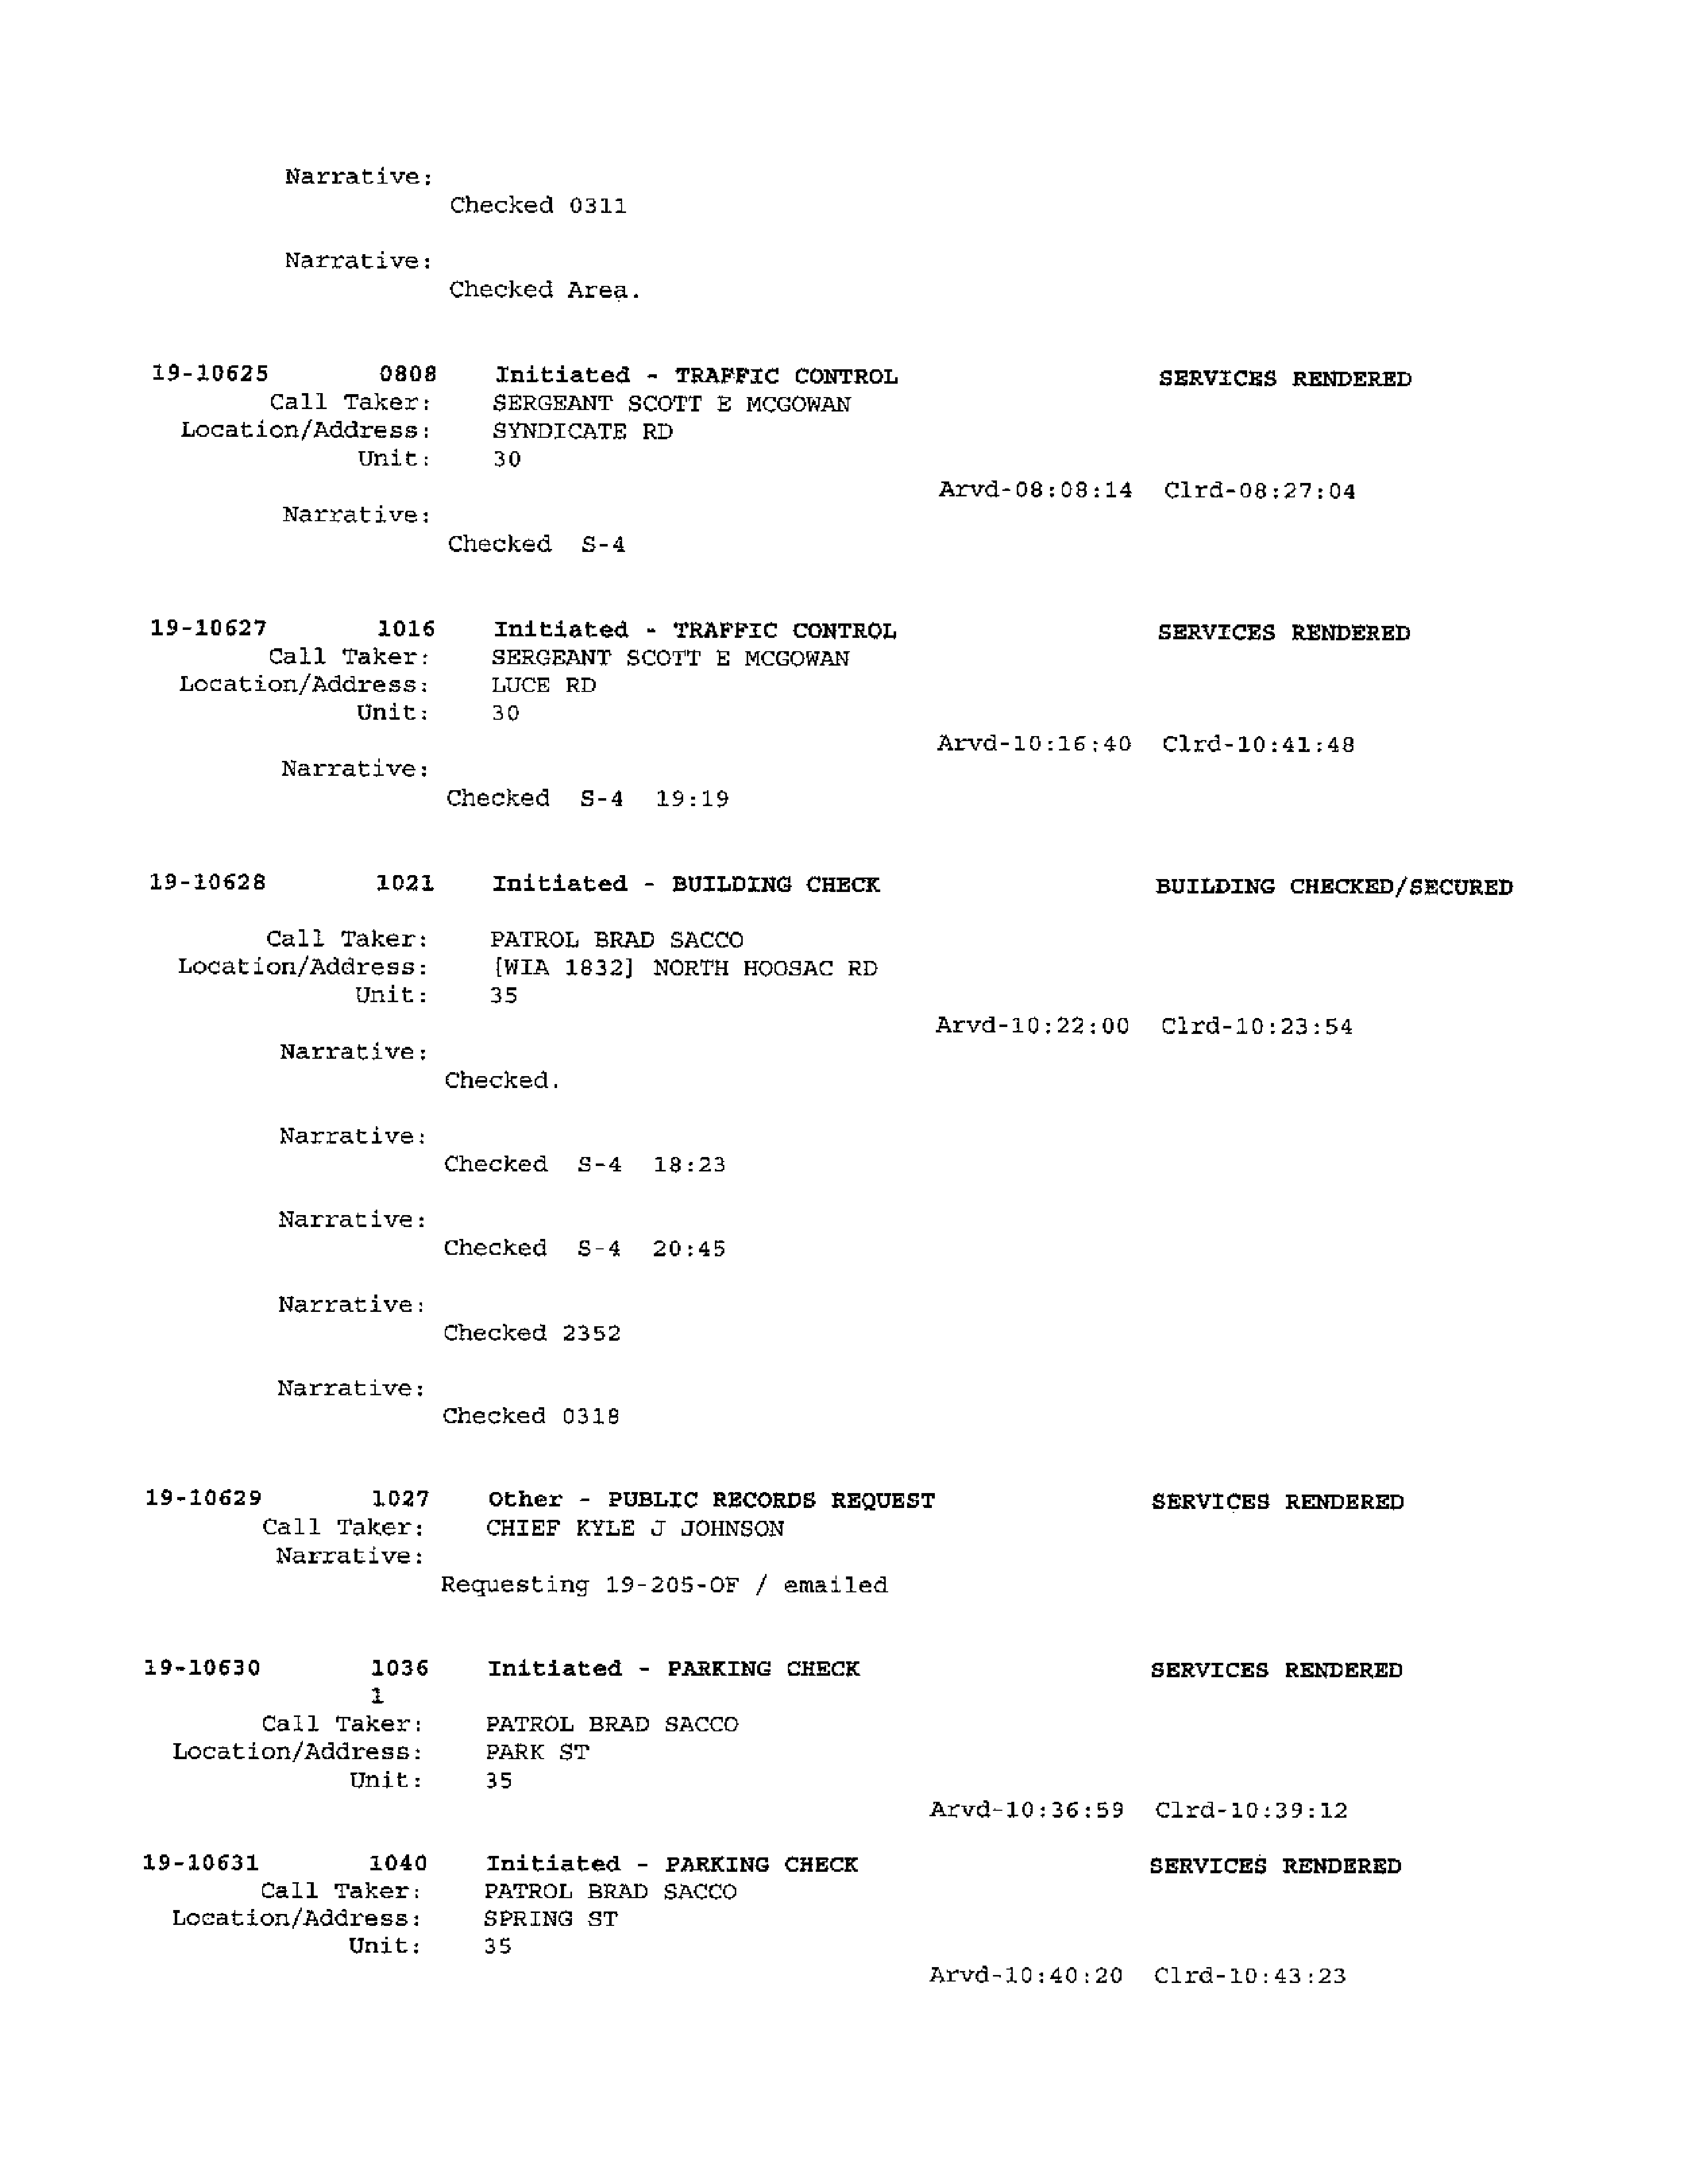 Narrative:
Checked 0311
Narrative:
Checked Area.
19-10625 0808 Initiated - TRAFFIC CONTROL SERVICES RENDERED
Call Taker: SERGEANT SCOTT E MCGOWAN
Location/Address: SYNDICATE RD
Unit: 30
Arvd-08:08:14 Clrd-08:27:04
Narrative:
Checked S-4
19-10627 1016 Initiated - TRAFFIC CONTROL SERVICES RENDERED
Call Taker: SERGEANT SCOTT E MCGOWAN
Location/Address: LUCE RD
Unit: 30
Arvd-10:16:40 Clrd-10:41:48
Narrative:
Checked S-4 19:19
19-10628 1021 Initiated - BUILDING CHECK BUILDING CHECKED/SECURED
Call Taker: PATROL BRAD SACCO
Location/Address: [WIA 1832] NORTH HOOSAC RD
Unit: 35
Arvd-10:22:00 Clrd-10:23:54
Narrative:
Checked.
Narrative:
Checked S-4 18:23
Narrative:
Checked S-4 20:45
Narrative:
Checked 2352
Narrative:
Checked 0318
19-10629 1027 Other - PUBLIC RECORDS REQUEST SERVICES RENDERED
Call Taker: CHIEF KYLE J JOHNSON
Narrative:
Requesting 19-205-OF / emailed
19-10630 1036 Initiated - PARKING CHECK SERVICES RENDERED
1
Call Taker: PATROL BRAD SACCO
Location/Address: PARK ST
Unit: 35
Arvd-10:36:59 Clrd-10:39:12
19-10631 1040 Initiated - PARKING CHECK SERVICES RENDERED
Call Taker: PATROL BRAD SACCO
Location/Address: SPRING ST
Unit: 35
Arvd-10:40:20 Clrd-10:43:23